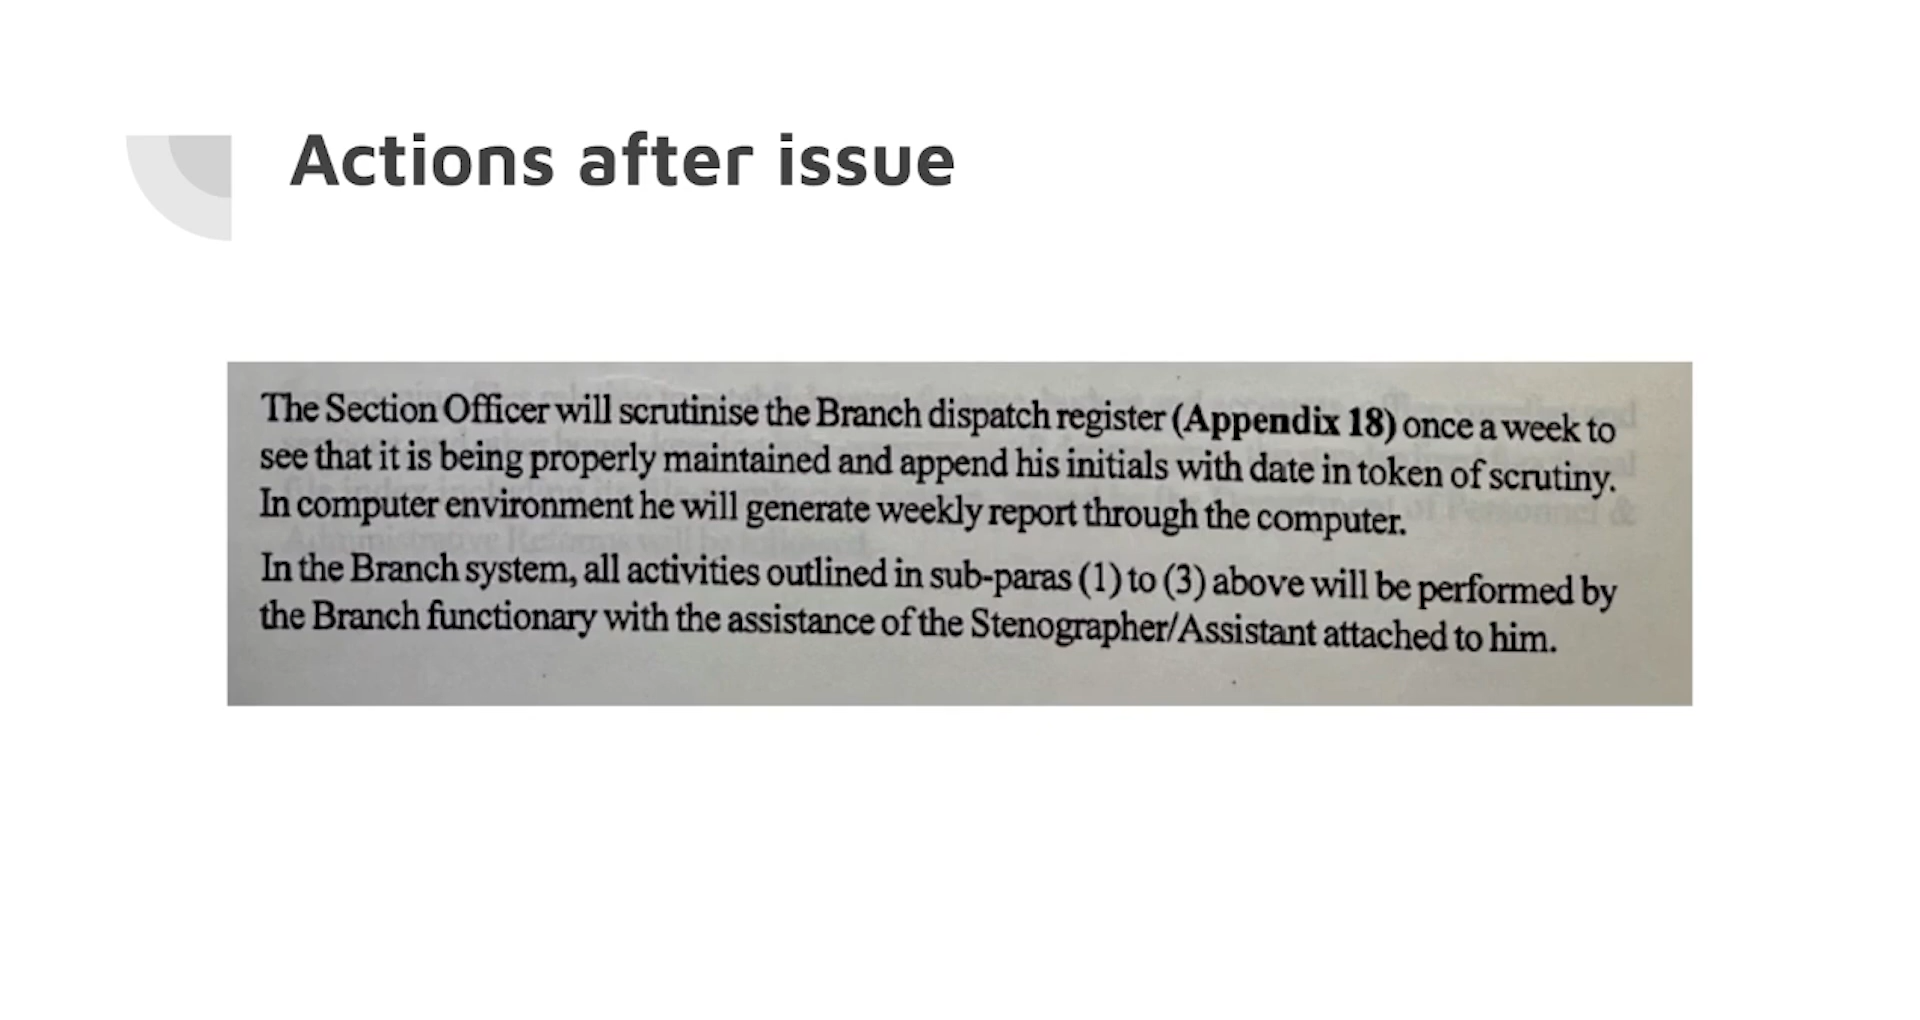 Actions after issue
The Section Officer will scrutinise the Branch dispatch register (Appendix 18) once a week to
see that it is being properly maintained and append his initials with date in token of scrutiny.
In computer environment he will generate weekly report through the computer.
In the Branch system, all activities outlined in sub-paras (1) to (3) above will be performed by
the Branch functionary with the assistance of the Stenographer/Assistant attached to him.